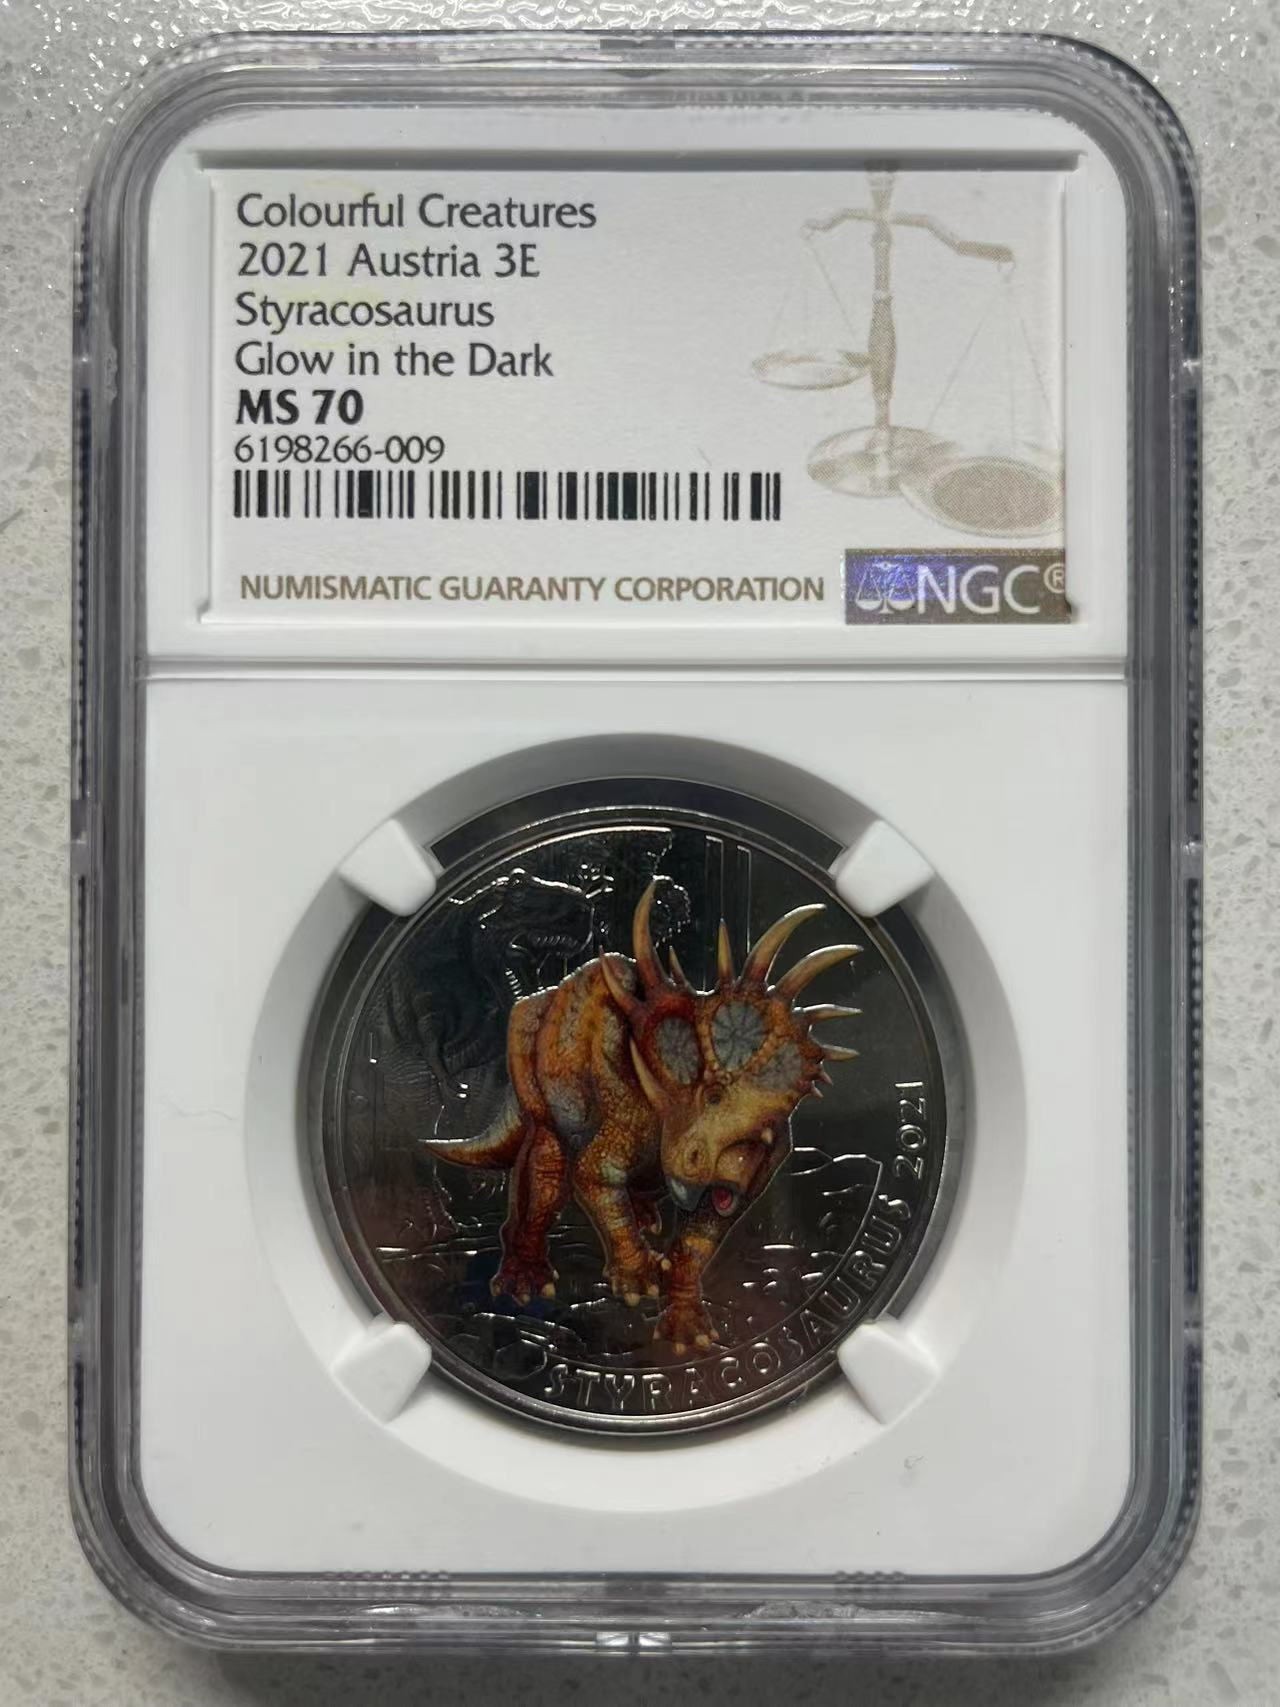 Colourful Creatures
2021 Austria 3E
Styracosaurus
Glow in the Dark
MS 70
6198266-009
NUMISMATIC GUARANTY CORPORATION
NGC®
STYRACOSAURUS 2021